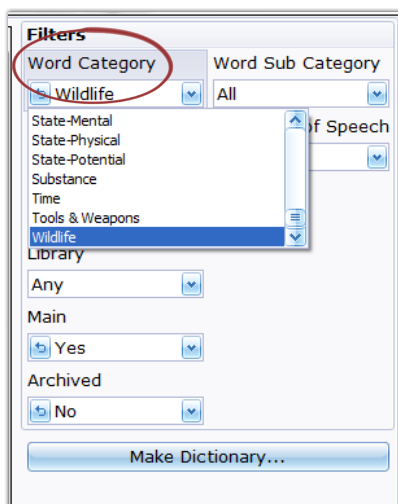 Filters
Word Category Word Sub Category
Wildlife All
State-Mental
of Speech
State-Physical
State-Potential
Substance
Time
Tools & Weapons
Wildlife
Library
Any
Main
Yes
Archived
No
Make Dictionary...